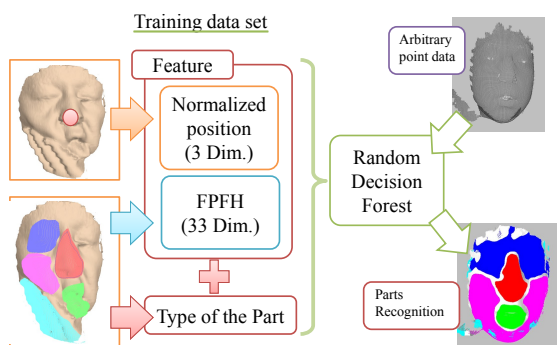 Training data set
Feature
Normalized
position
(3 Dim.)
FPFH
(33 Dim.)
Type of the Part
Arbitrary
point data
Random
Decision
Forest
Parts
Recognition